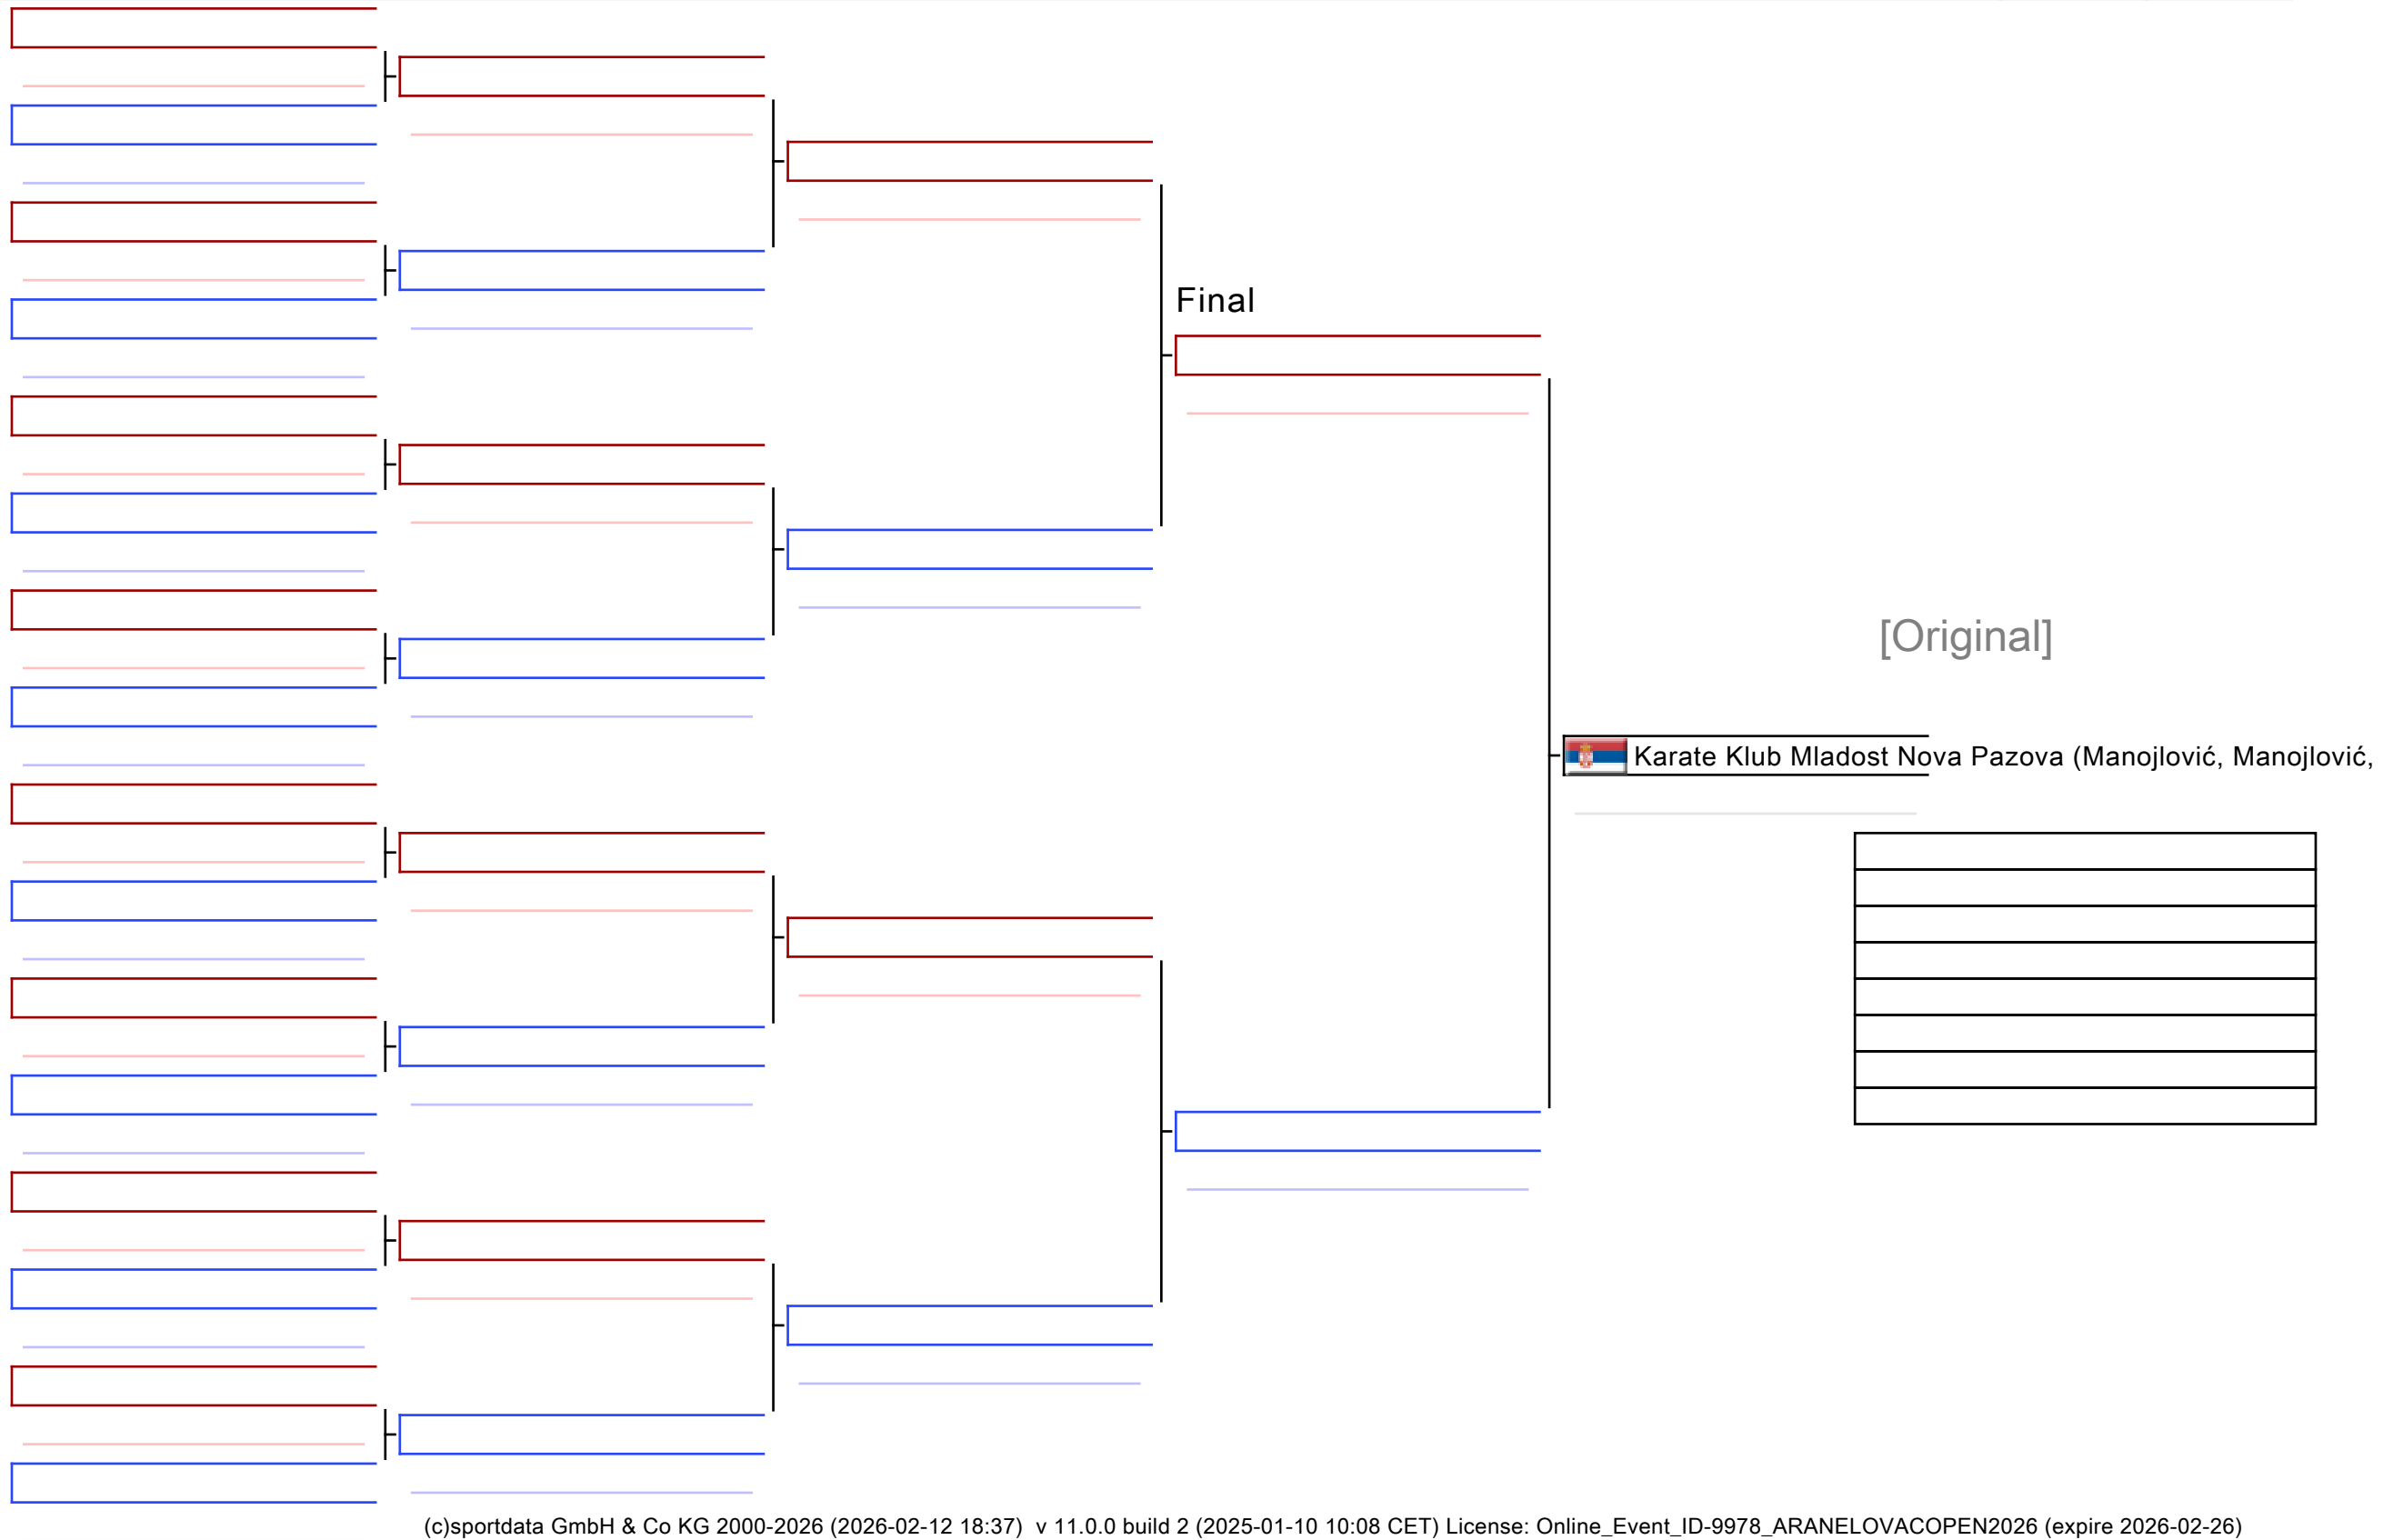 Final
[Original]
Karate Klub Mladost Nova Pazova (Manojlović, Manojlović,
(c)sportdata GmbH & Co KG 2000-2026 (2026-02-12 18:37)  v 11.0.0 build 2 (2025-01-10 10:08 CET) License: Online_Event_ID-9978_ARANELOVACOPEN2026 (expire 2026-02-26)